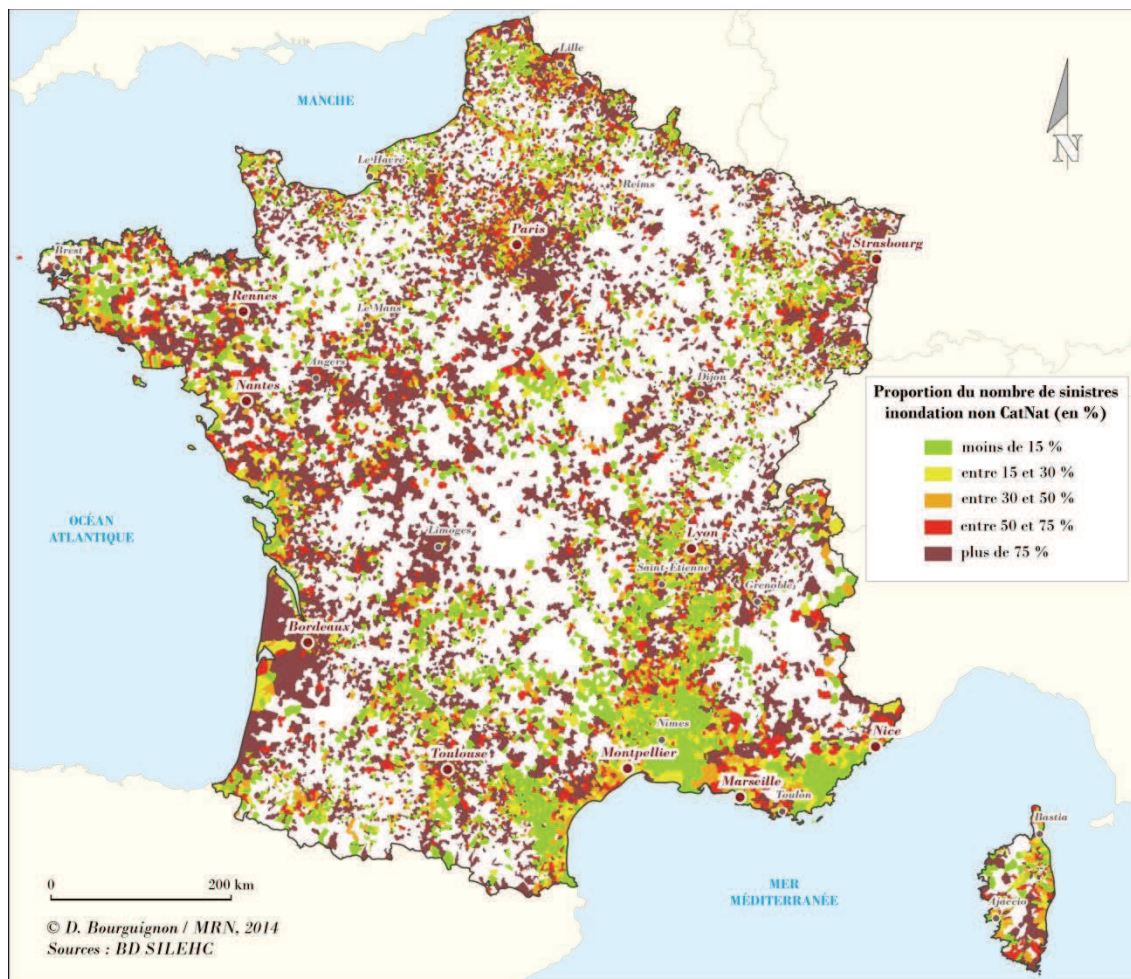 Lille
MANCHE
N
Le Havre
Reims
Paris
Strasbourg
Brest
Rennes
Le Mans
Angers
Dijon
Nantes
Proportion du nombre de sinistres
inondation non CatNat (en %)
moins de 15 %
entre 15 et 30 %
entre 30 et 50 %
entre 50 et 75 %
plus de 75 %
OCÉAN
ATLANTIQUE
Limoges
Lyon
Saint-Étienne
Grenoble
Bordeaux
Nîmes
Nice
Toulouse
Montpellier
Marseille
Toulon
Bastia
Ajaccio
MER
MÉDITERRANÉE
0 200 km
© D. Bourguignon / MRN, 2014
Sources : BD SILEHC